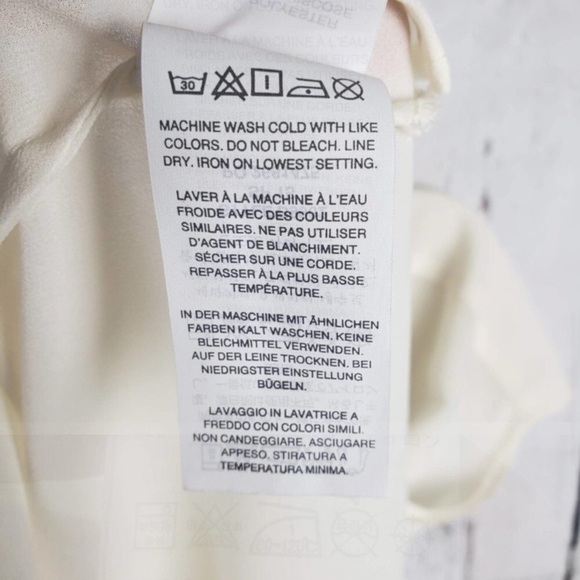 VISCOSE
POLYESTER
30
MACHINE WASH COLD WITH LIKE
COLORS. DO NOT BLEACH. LINE
DRY. IRON ON LOWEST SETTING.
LAVER À LA MACHINE À L'EAU
FROIDE AVEC DES COULEURS
SIMILAIRES. NE PAS UTILISER
D'AGENT DE BLANCHIMENT.
SÉCHER SUR UNE CORDE.
REPASSER À LA PLUS BASSE
TEMPÉRATURE.
IN DER MASCHINE MIT ÄHNLICHEN
FARBEN KALT WASCHEN. KEINE
BLEICHMITTEL VERWENDEN.
AUF DER LEINE TROCKNEN. BEI
NIEDRIGSTER EINSTELLUNG
BÜGELN.
LAVAGGIO IN LAVATRICE A
FREDDO CON COLORI SIMILI.
NON CANDEGGIARE. ASCIUGARE
APPESO. STIRATURA A
TEMPERATURA MINIMA.